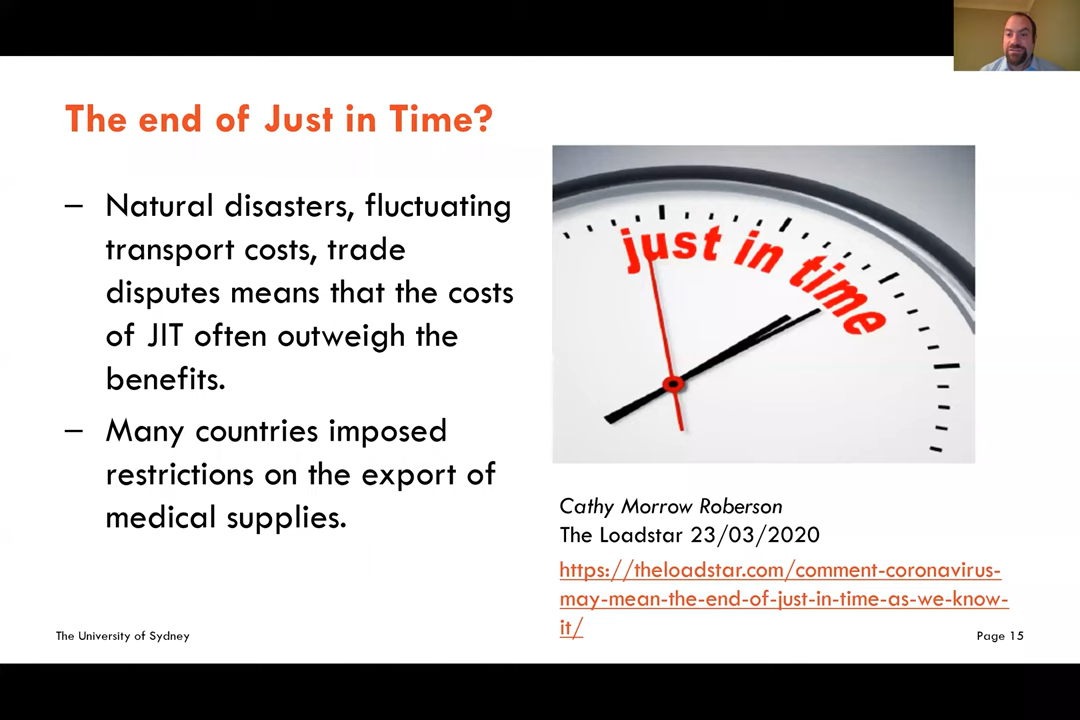 The end of Just in Time?
– Natural disasters, fluctuating
transport costs, trade
disputes means that the costs
of JIT often outweigh the
benefits.
– Many countries imposed
restrictions on the export of
medical supplies.
just in time
Cathy Morrow Roberson
The Loadstar 23/03/2020
https://theloadstar.com/comment-coronavirus-
may-mean-the-end-of-just-in-time-as-we-know-
it/
The University of Sydney
Page 15